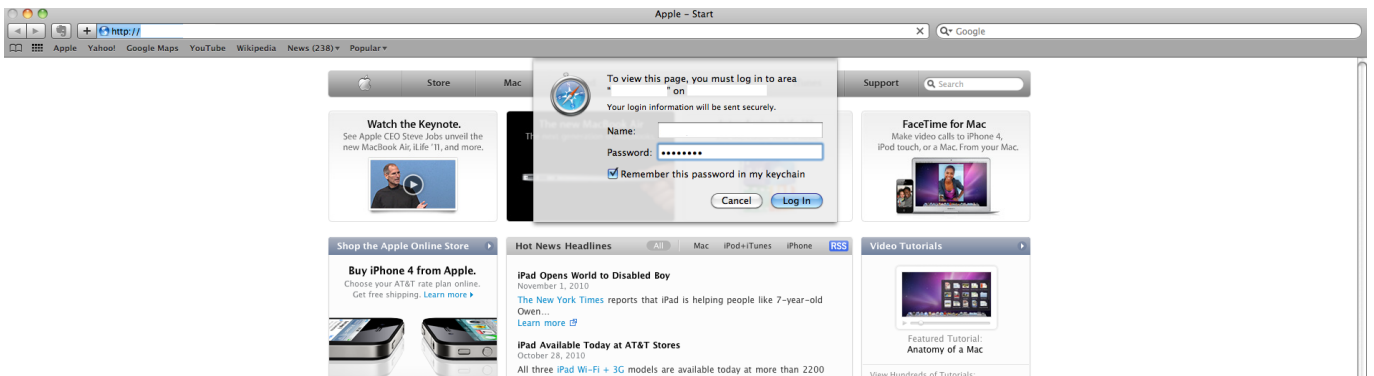 Apple – Start
http://
Google
Apple Yahoo! Google Maps YouTube Wikipedia News (238) Popular
Store Mac Support Search
To view this page, you must log in to area
" " on
Your login information will be sent securely.
Name:
Password: ••••••••
Remember this password in my keychain
Cancel Log In
Watch the Keynote.
See Apple CEO Steve Jobs unveil the
new MacBook Air, iLife '11, and more.
The new MacBook Air
FaceTime for Mac
Make video calls to iPhone 4,
iPod touch, or a Mac. From your Mac.
Shop the Apple Online Store
Buy iPhone 4 from Apple.
Choose your AT&T rate plan online.
Get free shipping. Learn more
Hot News Headlines All Mac iPod+iTunes iPhone RSS
iPad Opens World to Disabled Boy
November 1, 2010
The New York Times reports that iPad is helping people like 7-year-old
Owen...
Learn more
iPad Available Today at AT&T Stores
October 28, 2010
All three iPad Wi-Fi + 3G models are available today at more than 2200
Video Tutorials
Featured Tutorial:
Anatomy of a Mac
View Hundreds of Tutorials: